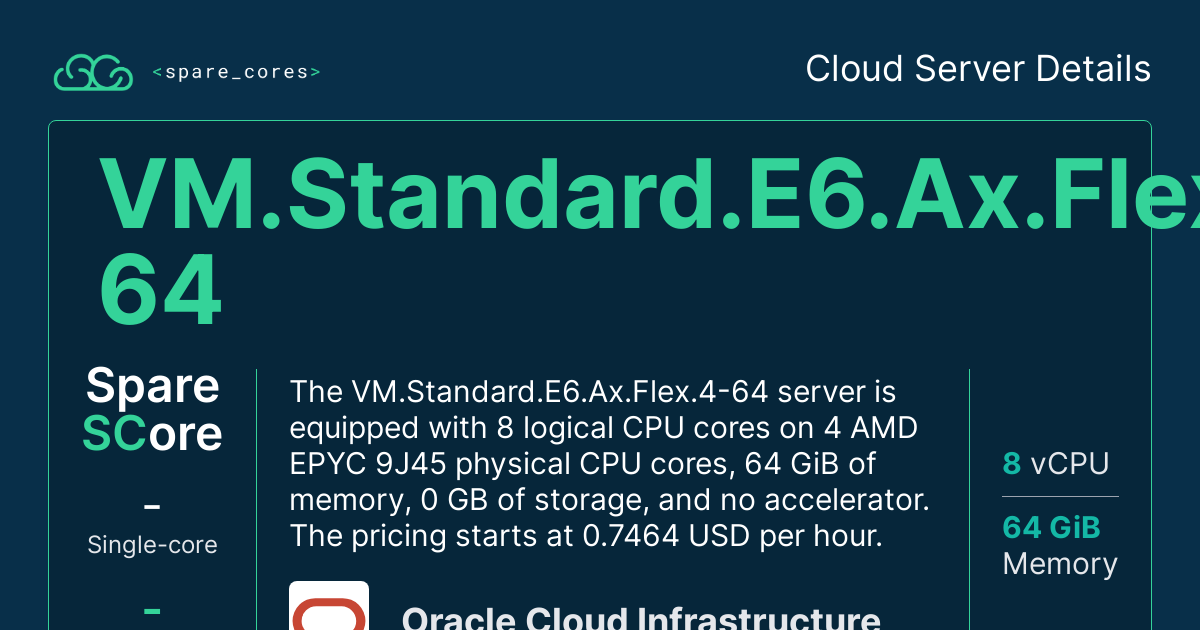 <spare_cores>
Cloud Server Details
VM.Standard.E6.Ax.Flex
64
Spare
SCore
–
Single-core
–
The VM.Standard.E6.Ax.Flex.4-64 server is
equipped with 8 logical CPU cores on 4 AMD
EPYC 9J45 physical CPU cores, 64 GiB of
memory, 0 GB of storage, and no accelerator.
The pricing starts at 0.7464 USD per hour.
Oracle Cloud Infrastructure
8 vCPU
64 GiB
Memory